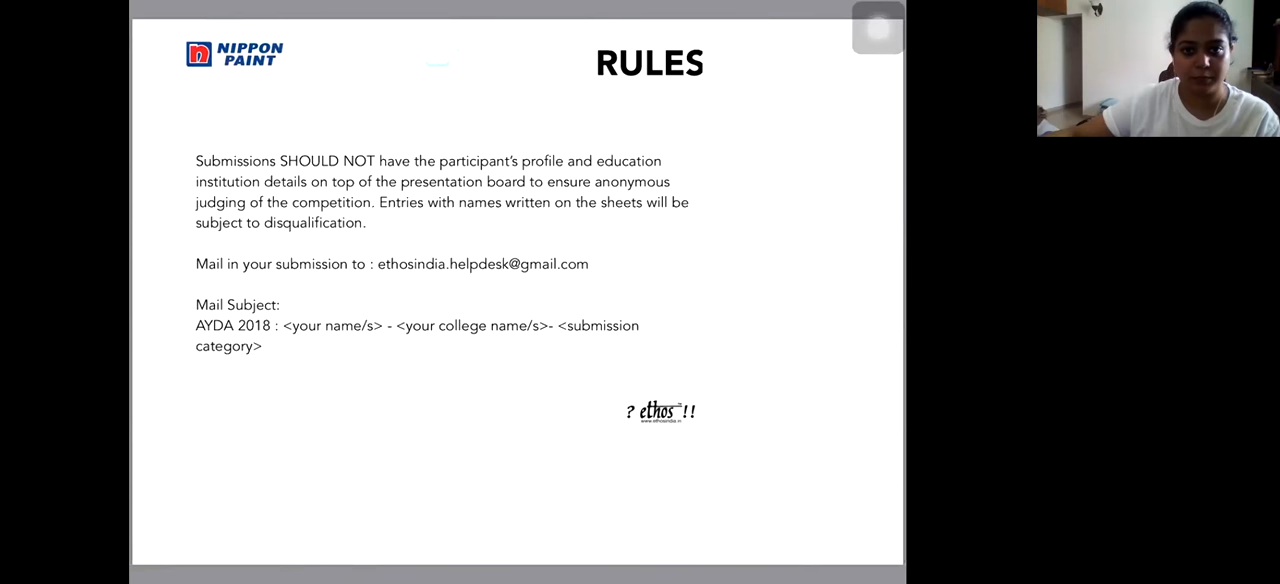 NIPPON
PAINT
RULES
Submissions SHOULD NOT have the participant's profile and education
institution details on top of the presentation board to ensure anonymous
judging of the competition. Entries with names written on the sheets will be
subject to disqualification.
Mail in your submission to : ethosindia.helpdesk@gmail.com
Mail Subject:
AYDA 2018 : <your name/s> - <your college name/s>- <submission
category>
? ethos !!
www.ethosindia.in